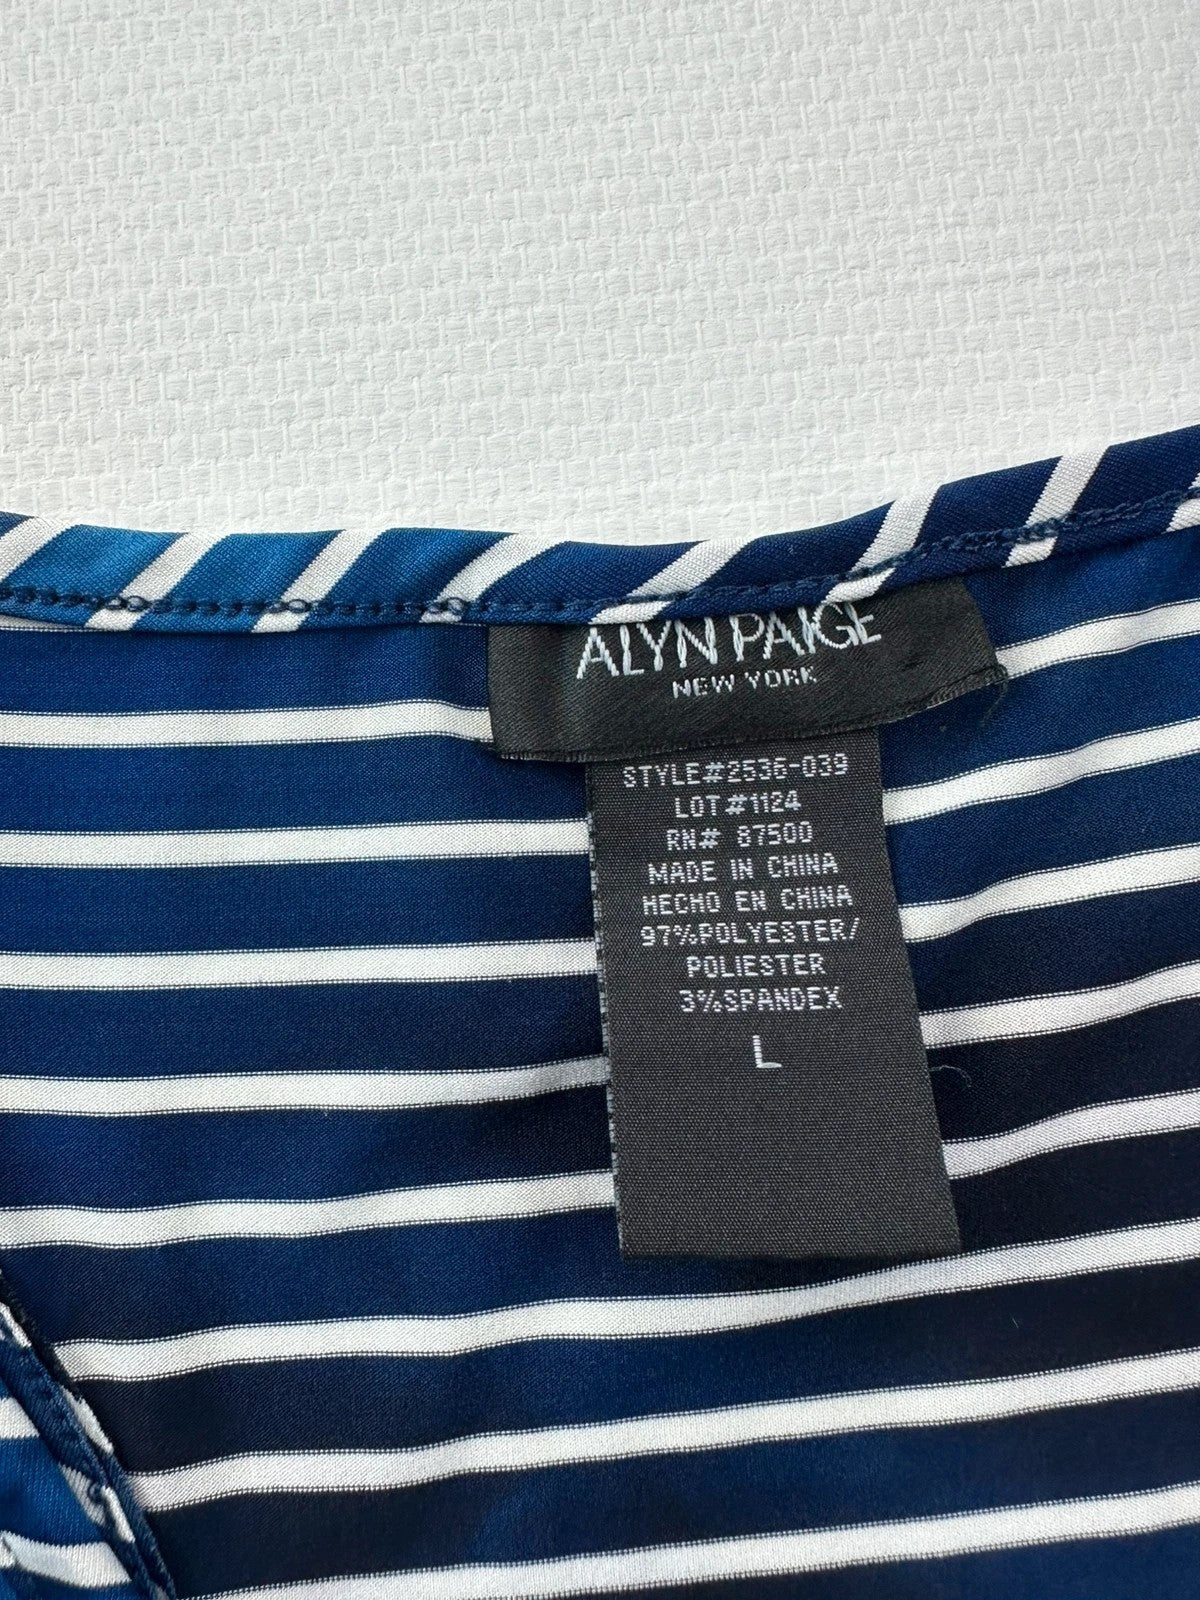 ALYN PAIGE
NEW YORK
STYLE#2536-039
LOT#1124
RN# 87500
MADE IN CHINA
HECHO EN CHINA
97%POLYESTER/
POLIESTER
3%SPANDEX
L